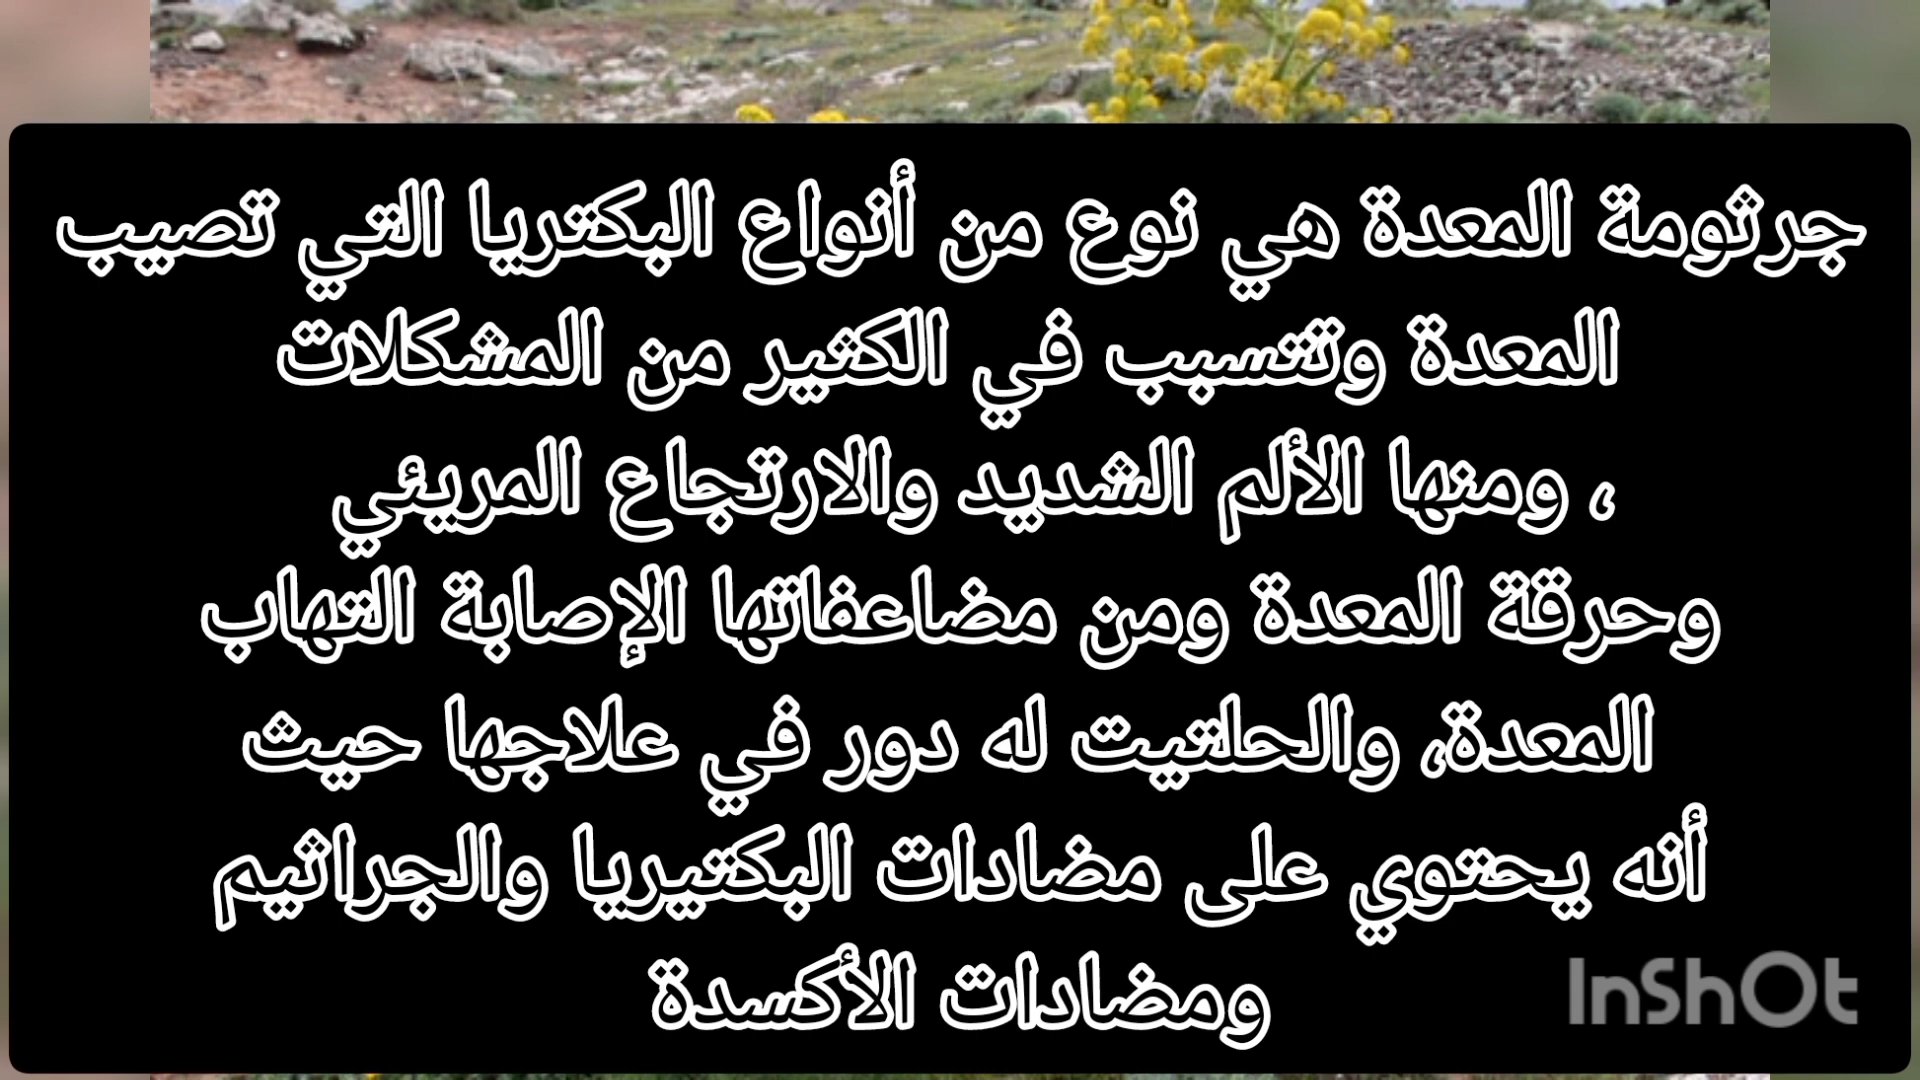 جرثومة المعدة هي نوع من أنواع البكتريا التي تصيب
المعدة وتتسبب في الكثير من المشكلات
، ومنها الألم الشديد والارتجاع المريئي
وحرقة المعدة ومن مضاعفاتها الإصابة التهاب
المعدة، والحلتيت له دور في علاجها حيث
أنه يحتوي على مضادات البكتيريا والجراثيم
ومضادات الأكسدة
InShOt